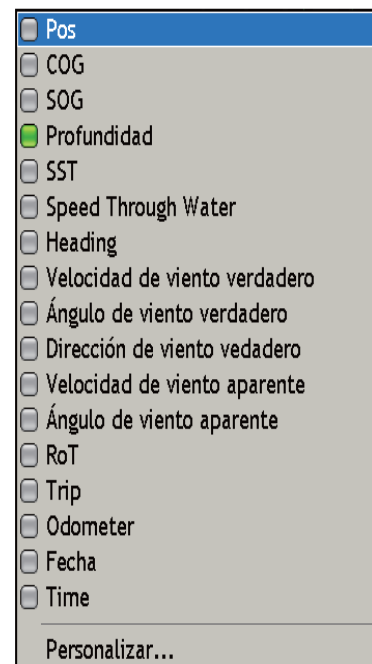 Pos
COG
SOG
Profundidad
SST
Speed Through Water
Heading
Velocidad de viento verdadero
Ángulo de viento verdadero
Dirección de viento vedadero
Velocidad de viento aparente
Ángulo de viento aparente
RoT
Trip
Odometer
Fecha
Time
Personalizar...